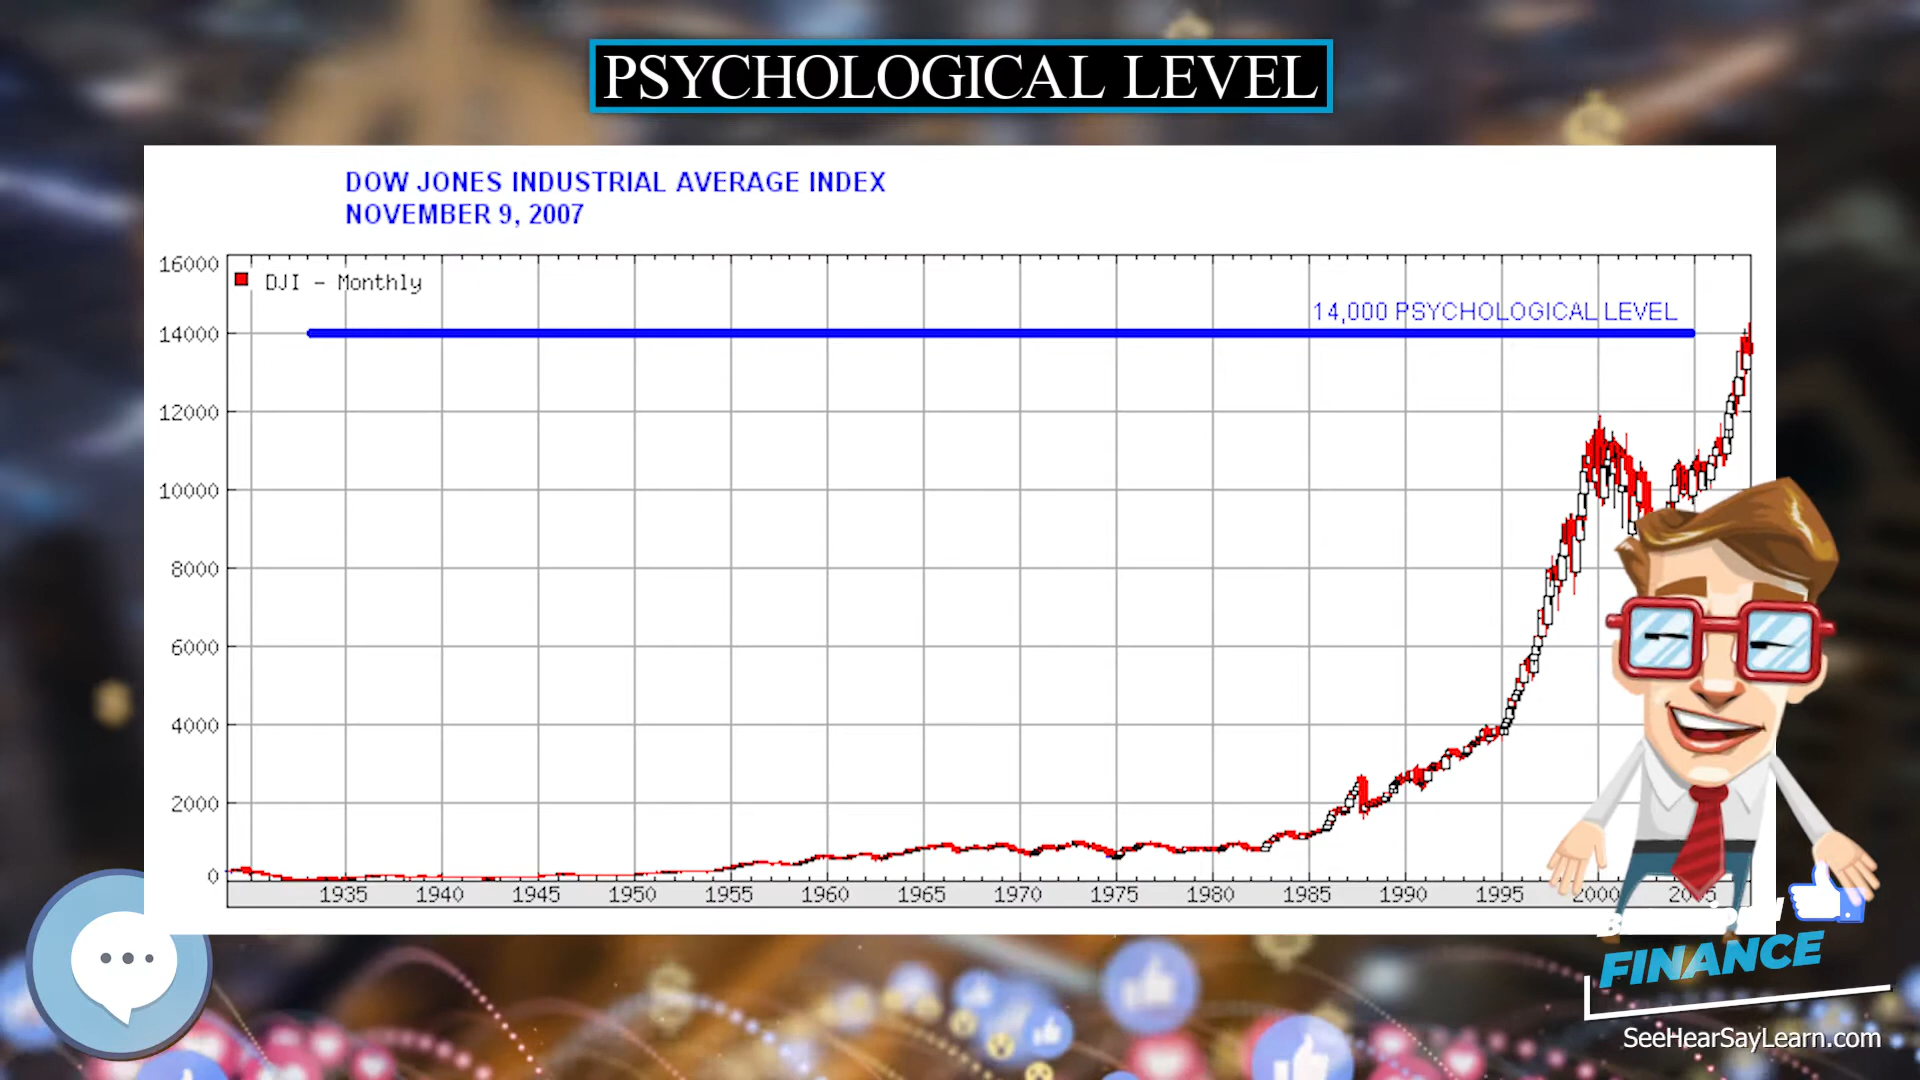 PSYCHOLOGICAL LEVEL
DOW JONES INDUSTRIAL AVERAGE INDEX
NOVEMBER 9, 2007
16000
DJI - Monthly
14,000 PSYCHOLOGICAL LEVEL
14000
12000
10000
8000
6000
4000
2000
0
1935 1940 1945 1950 1955 1960 1965 1970 1975 1980 1985 1990 1995 2000
FINANCE
SeeHearSayLearn.com